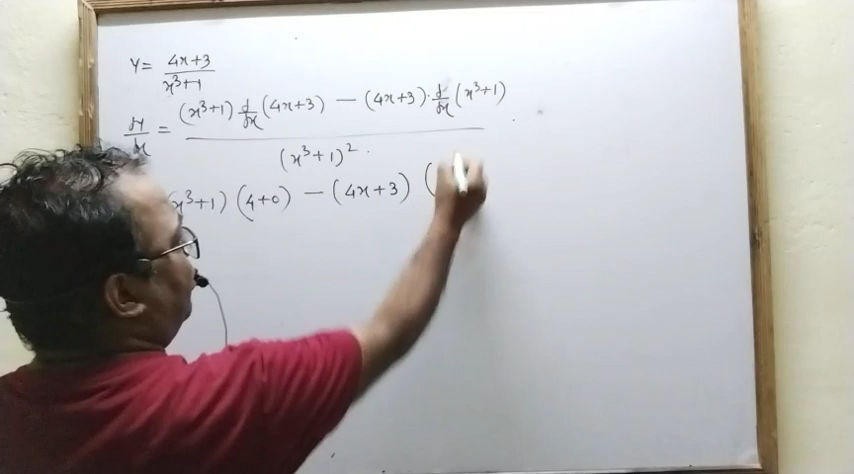 y = (4x+3)/(x³+1)
dy/dx = ((x³+1) d/dx (4x+3) − (4x+3) · d/dx (x³+1))/(x³+1)²
(x³+1) (4+0) − (4x+3) (